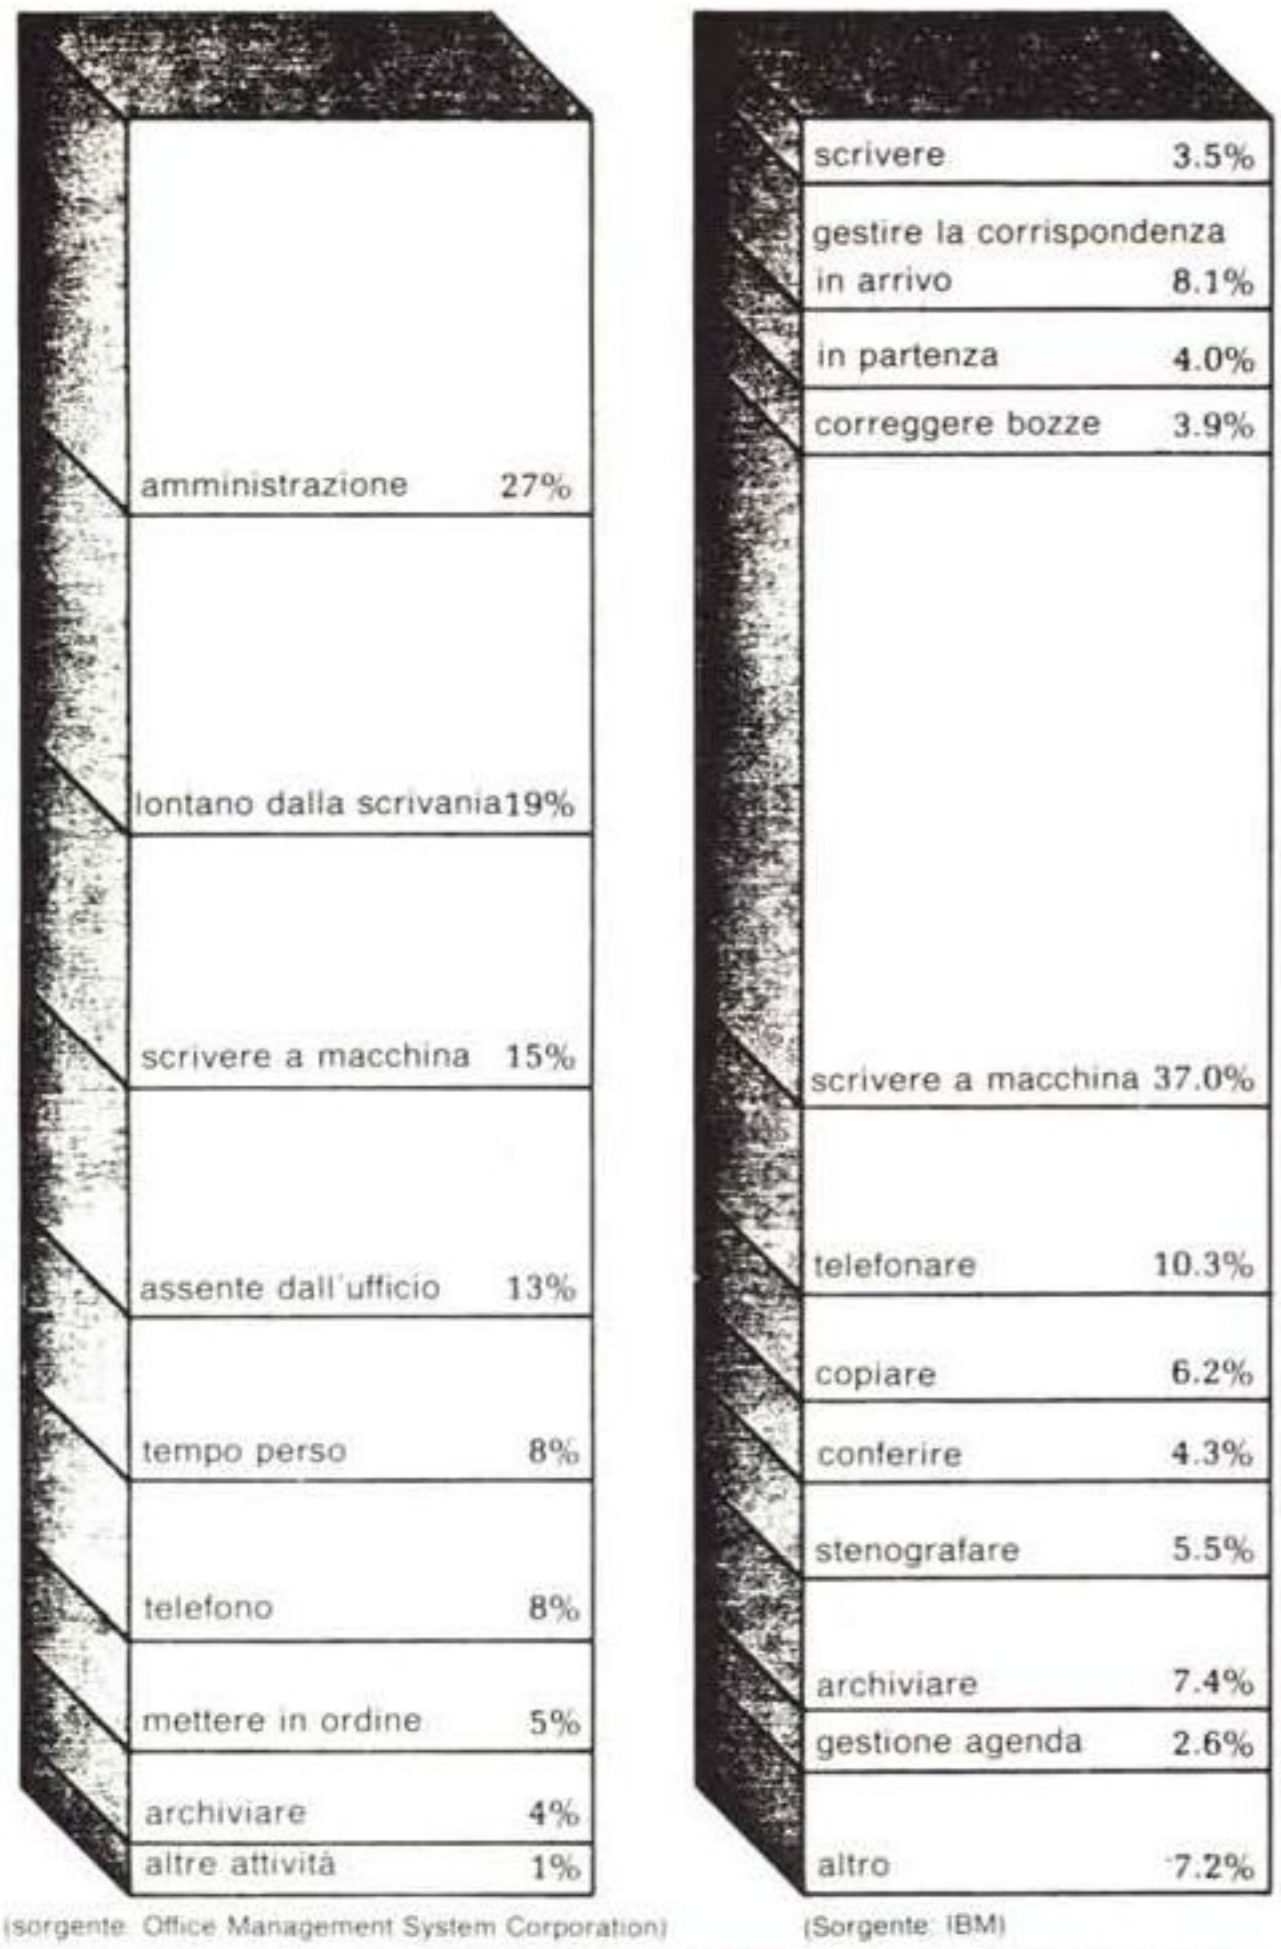 amministrazione 27%
lontano dalla scrivania 19%
scrivere a macchina 15%
assente dall'ufficio 13%
tempo perso 8%
telefono 8%
mettere in ordine 5%
archiviare 4%
altre attività 1%
(sorgente: Office Management System Corporation)
scrivere 3.5%
gestire la corrispondenza
in arrivo 8.1%
in partenza 4.0%
correggere bozze 3.9%
scrivere a macchina 37.0%
telefonare 10.3%
copiare 6.2%
conferire 4.3%
stenografare 5.5%
archiviare 7.4%
gestione agenda 2.6%
altro 7.2%
(Sorgente: IBM)